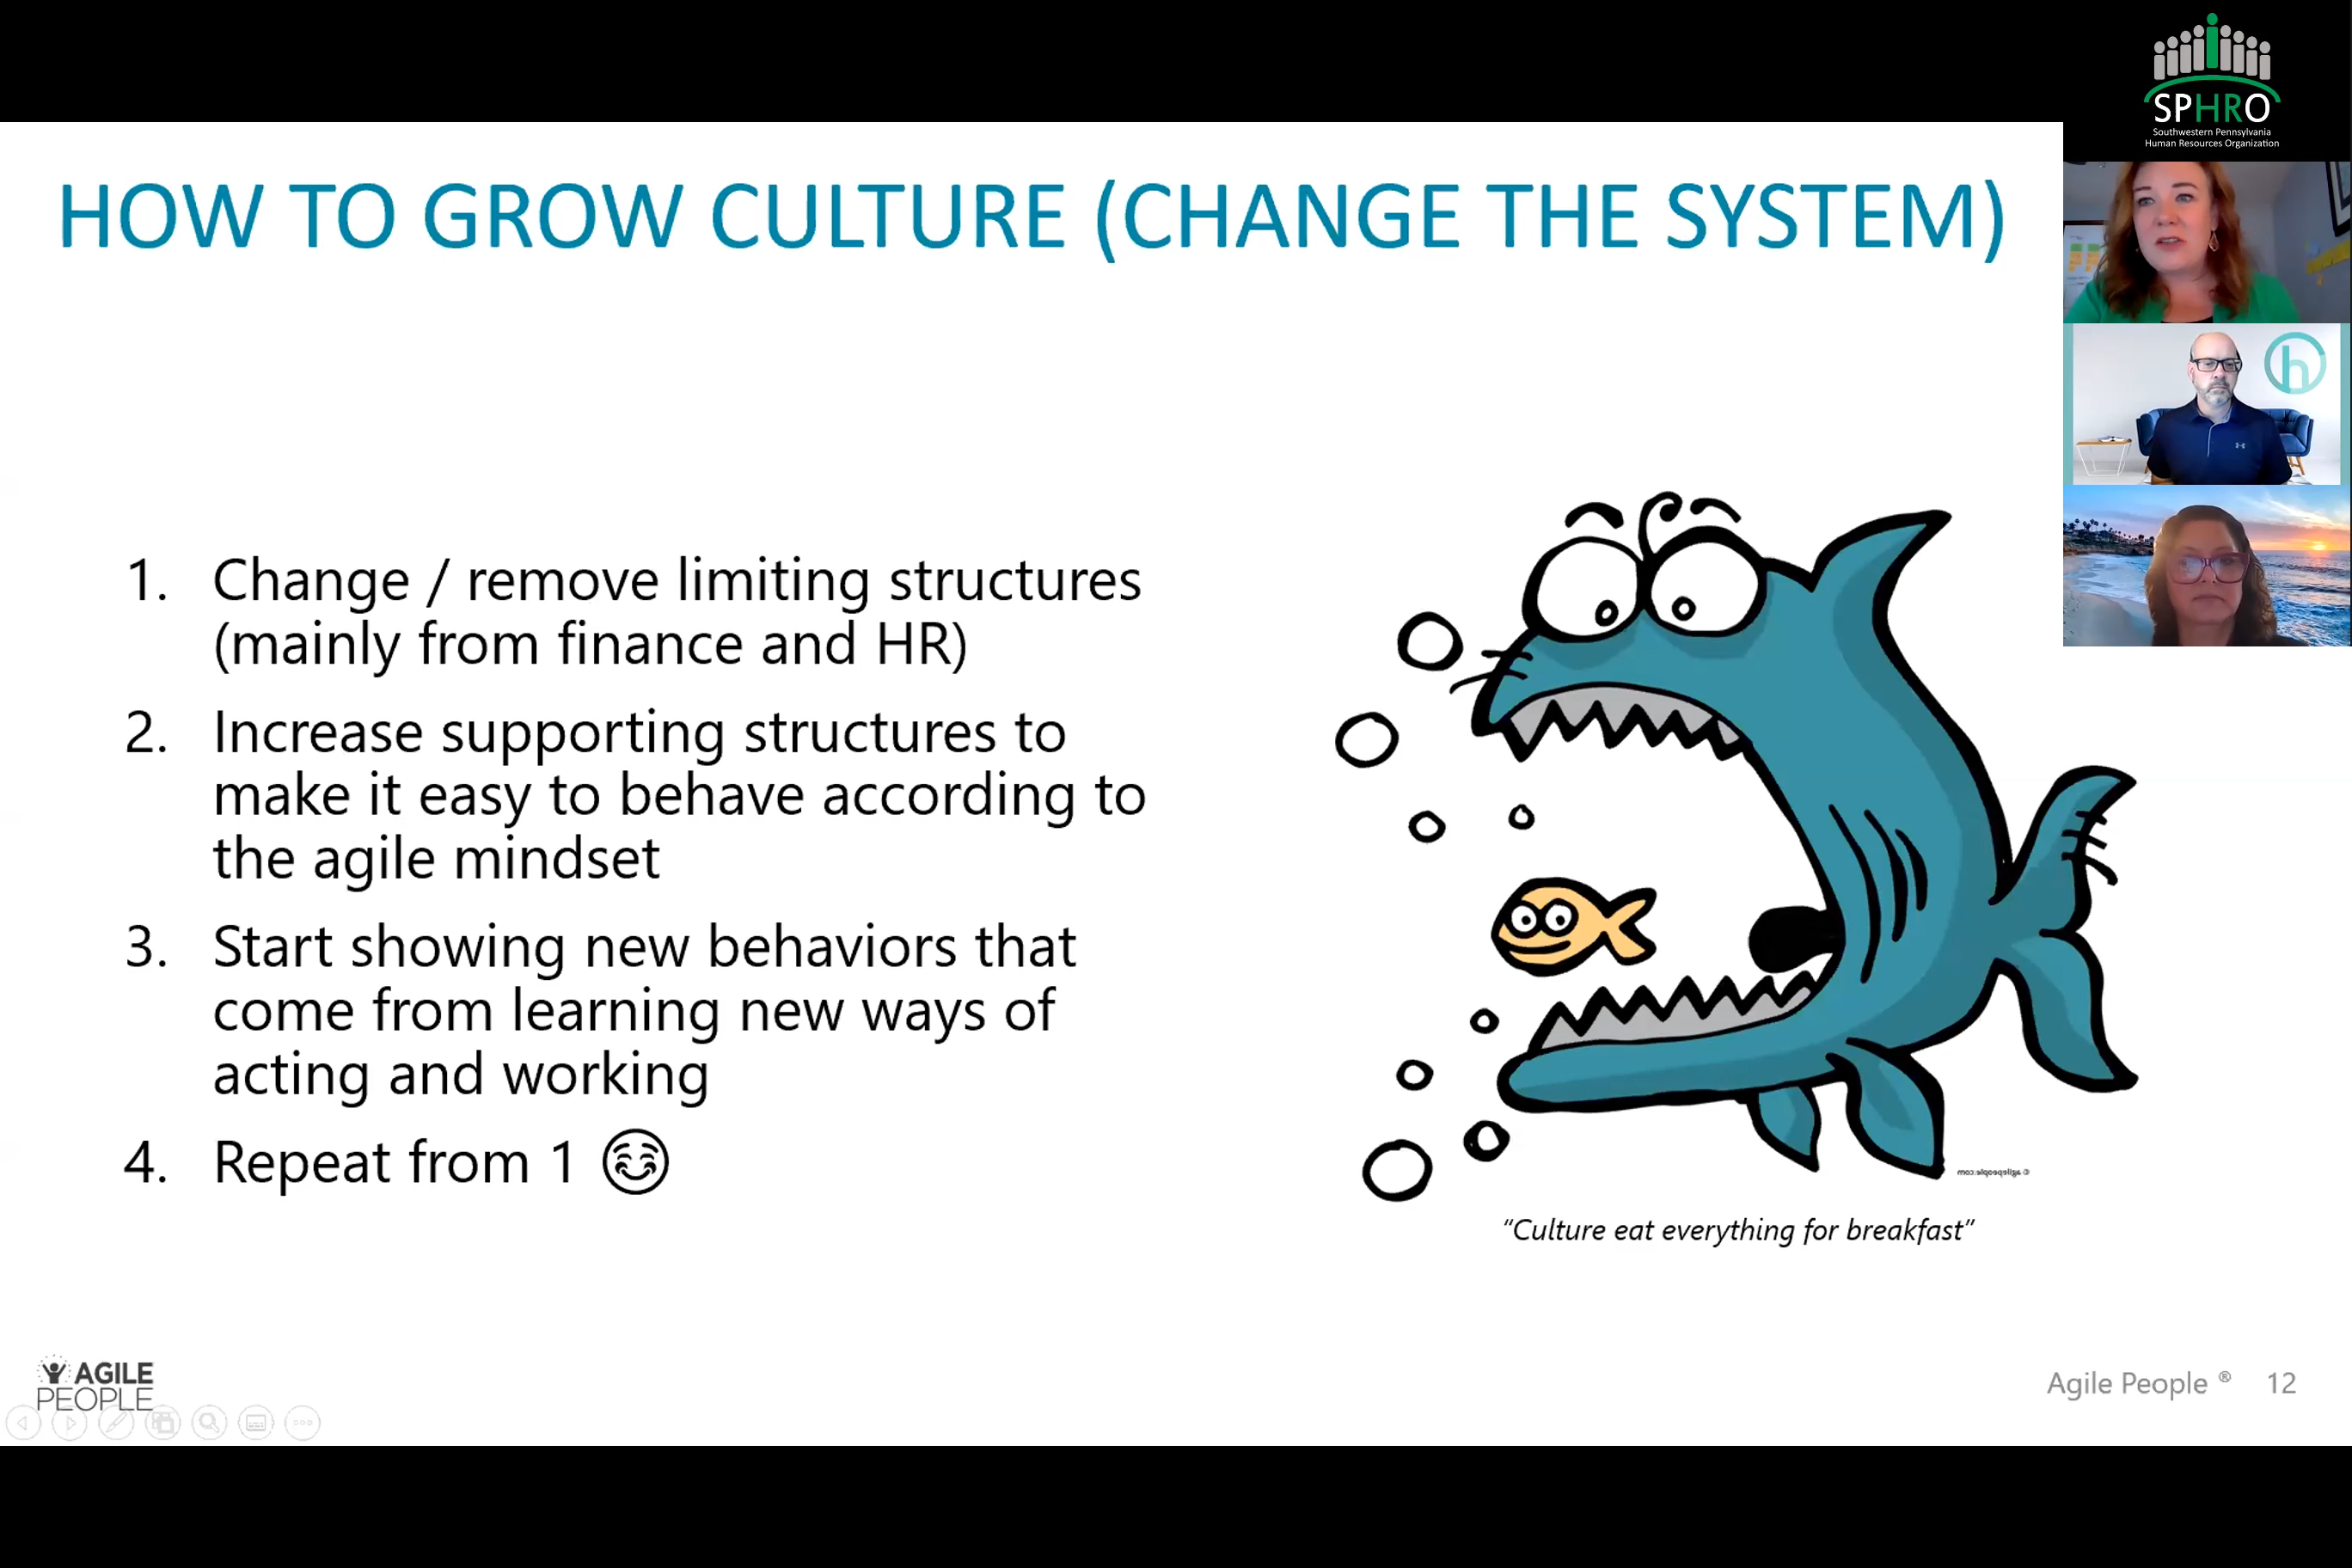 SPHRO
Southwestern Pennsylvania
Human Resources Organization
HOW TO GROW CULTURE (CHANGE THE SYSTEM)
1. Change / remove limiting structures
(mainly from finance and HR)
2. Increase supporting structures to
make it easy to behave according to
the agile mindset
3. Start showing new behaviors that
come from learning new ways of
acting and working
4. Repeat from 1 😊
© agilepeople.com
“Culture eat everything for breakfast”
AGILE
PEOPLE
Agile People ® 12
h